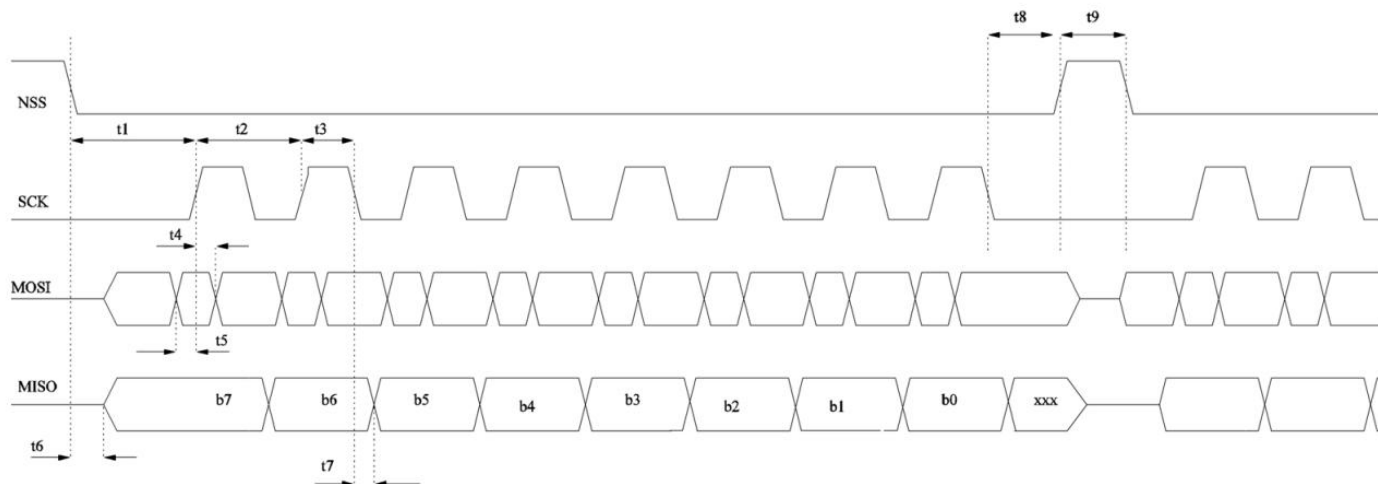 t8 t9
NSS
t1 t2 t3
SCK
t4
MOSI
t5
MISO b7 b6 b5 b4 b3 b2 b1 b0 xxx
t6
t7